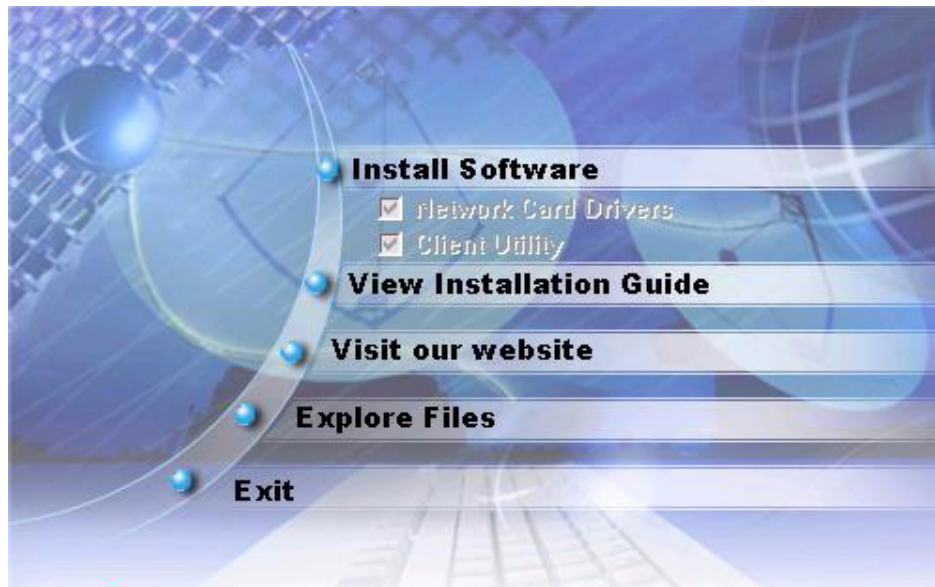 Install Software
Network Card Drivers
Client Utility
View Installation Guide
Visit our website
Explore Files
Exit